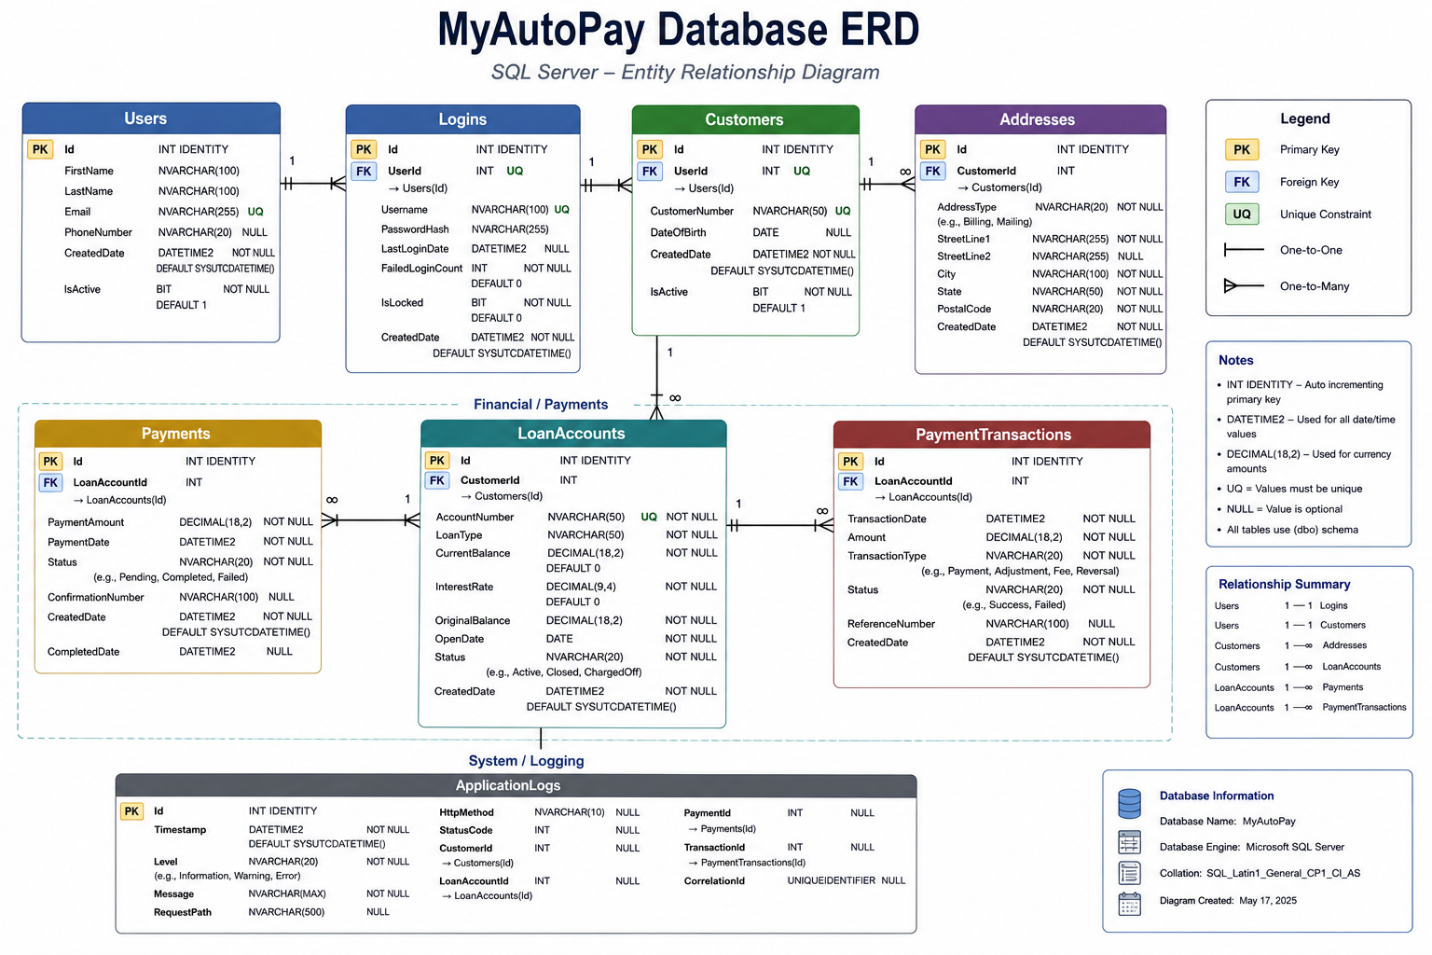 MyAutoPay Database ERD
SQL Server – Entity Relationship Diagram
Users
PK Id INT IDENTITY
FirstName NVARCHAR(100)
LastName NVARCHAR(100)
Email NVARCHAR(255) UQ
PhoneNumber NVARCHAR(20) NULL
CreatedDate DATETIME2 NOT NULL
DEFAULT SYSUTCDATETIME()
IsActive BIT NOT NULL
DEFAULT 1
1
Logins
PK Id INT IDENTITY
FK UserId INT UQ
→ Users(Id)
Username NVARCHAR(100) UQ
PasswordHash NVARCHAR(255)
LastLoginDate DATETIME2 NULL
FailedLoginCount INT NOT NULL
DEFAULT 0
IsLocked BIT NOT NULL
DEFAULT 0
CreatedDate DATETIME2 NOT NULL
DEFAULT SYSUTCDATETIME()
1
Customers
PK Id INT IDENTITY
FK UserId INT UQ
→ Users(Id)
CustomerNumber NVARCHAR(50) UQ
DateOfBirth DATE NULL
CreatedDate DATETIME2 NOT NULL
DEFAULT SYSUTCDATETIME()
IsActive BIT NOT NULL
DEFAULT 1
1 ∞
Addresses
PK Id INT IDENTITY
FK CustomerId INT
→ Customers(Id)
AddressType NVARCHAR(20) NOT NULL
(e.g., Billing, Mailing)
StreetLine1 NVARCHAR(255) NOT NULL
StreetLine2 NVARCHAR(255) NULL
City NVARCHAR(100) NOT NULL
State NVARCHAR(50) NOT NULL
PostalCode NVARCHAR(20) NOT NULL
CreatedDate DATETIME2 NOT NULL
DEFAULT SYSUTCDATETIME()
Legend
PK Primary Key
FK Foreign Key
UQ Unique Constraint
One-to-One
One-to-Many
1
∞
Financial / Payments
Payments
PK Id INT IDENTITY
FK LoanAccountId INT
→ LoanAccounts(Id)
PaymentAmount DECIMAL(18,2) NOT NULL
PaymentDate DATETIME2 NOT NULL
Status NVARCHAR(20) NOT NULL
(e.g., Pending, Completed, Failed)
ConfirmationNumber NVARCHAR(100) NULL
CreatedDate DATETIME2 NOT NULL
DEFAULT SYSUTCDATETIME()
CompletedDate DATETIME2 NULL
∞ 1
LoanAccounts
PK Id INT IDENTITY
FK CustomerId INT
→ Customers(Id)
AccountNumber NVARCHAR(50) UQ NOT NULL
LoanType NVARCHAR(50) NOT NULL
CurrentBalance DECIMAL(18,2) NOT NULL
DEFAULT 0
InterestRate DECIMAL(9,4) NOT NULL
DEFAULT 0
OriginalBalance DECIMAL(18,2) NOT NULL
OpenDate DATE NOT NULL
Status NVARCHAR(20) NOT NULL
(e.g., Active, Closed, ChargedOff)
CreatedDate DATETIME2 NOT NULL
DEFAULT SYSUTCDATETIME()
1 ∞
PaymentTransactions
PK Id INT IDENTITY
FK LoanAccountId INT
→ LoanAccounts(Id)
TransactionDate DATETIME2 NOT NULL
Amount DECIMAL(18,2) NOT NULL
TransactionType NVARCHAR(20) NOT NULL
(e.g., Payment, Adjustment, Fee, Reversal)
Status NVARCHAR(20) NOT NULL
(e.g., Success, Failed)
ReferenceNumber NVARCHAR(100) NULL
CreatedDate DATETIME2 NOT NULL
DEFAULT SYSUTCDATETIME()
Notes
• INT IDENTITY – Auto incrementing
primary key
• DATETIME2 – Used for all date/time
values
• DECIMAL(18,2) – Used for currency
amounts
• UQ = Values must be unique
• NULL = Value is optional
• All tables use (dbo) schema
Relationship Summary
Users 1 — 1 Logins
Users 1 — 1 Customers
Customers 1 —∞ Addresses
Customers 1 —∞ LoanAccounts
LoanAccounts 1 —∞ Payments
LoanAccounts 1 —∞ PaymentTransactions
System / Logging
ApplicationLogs
PK Id INT IDENTITY
Timestamp DATETIME2 NOT NULL
DEFAULT SYSUTCDATETIME()
Level NVARCHAR(20) NOT NULL
(e.g., Information, Warning, Error)
Message NVARCHAR(MAX) NOT NULL
RequestPath NVARCHAR(500) NULL
HttpMethod NVARCHAR(10) NULL
StatusCode INT NULL
CustomerId INT NULL
→ Customers(Id)
LoanAccountId INT NULL
→ LoanAccounts(Id)
PaymentId INT NULL
→ Payments(Id)
TransactionId INT NULL
→ PaymentTransactions(Id)
CorrelationId UNIQUEIDENTIFIER NULL
Database Information
Database Name: MyAutoPay
Database Engine: Microsoft SQL Server
Collation: SQL_Latin1_General_CP1_CI_AS
Diagram Created: May 17, 2025